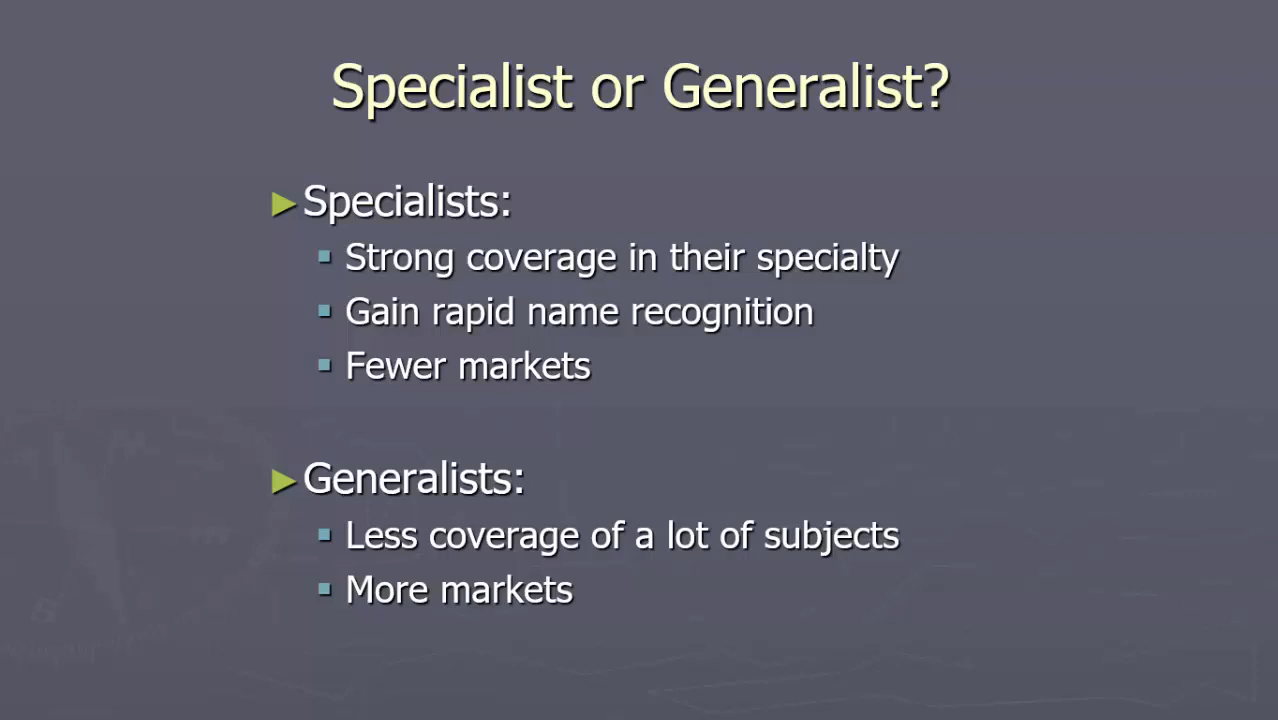 Specialist or Generalist?
►Specialists:
▪ Strong coverage in their specialty
▪ Gain rapid name recognition
▪ Fewer markets
►Generalists:
▪ Less coverage of a lot of subjects
▪ More markets